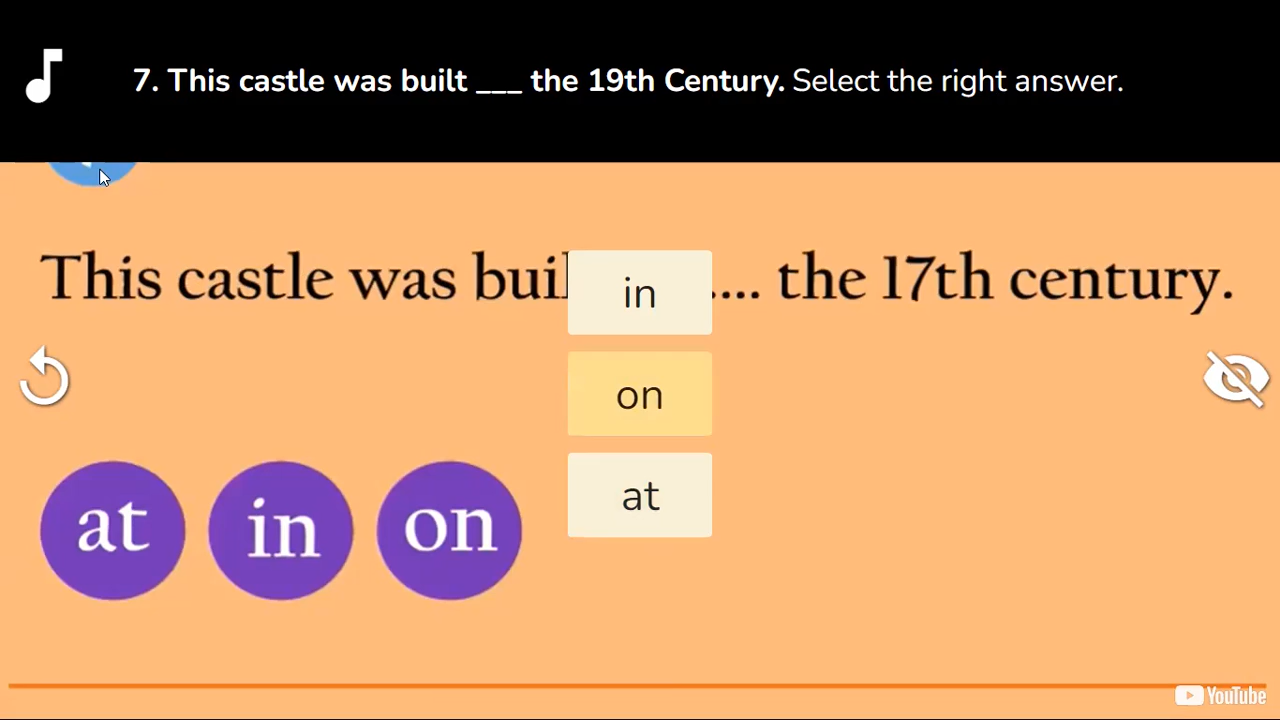 7. This castle was built ___ the 19th Century. Select the right answer.
This castle was buil .... the 17th century.
in
on
at
at in on
YouTube